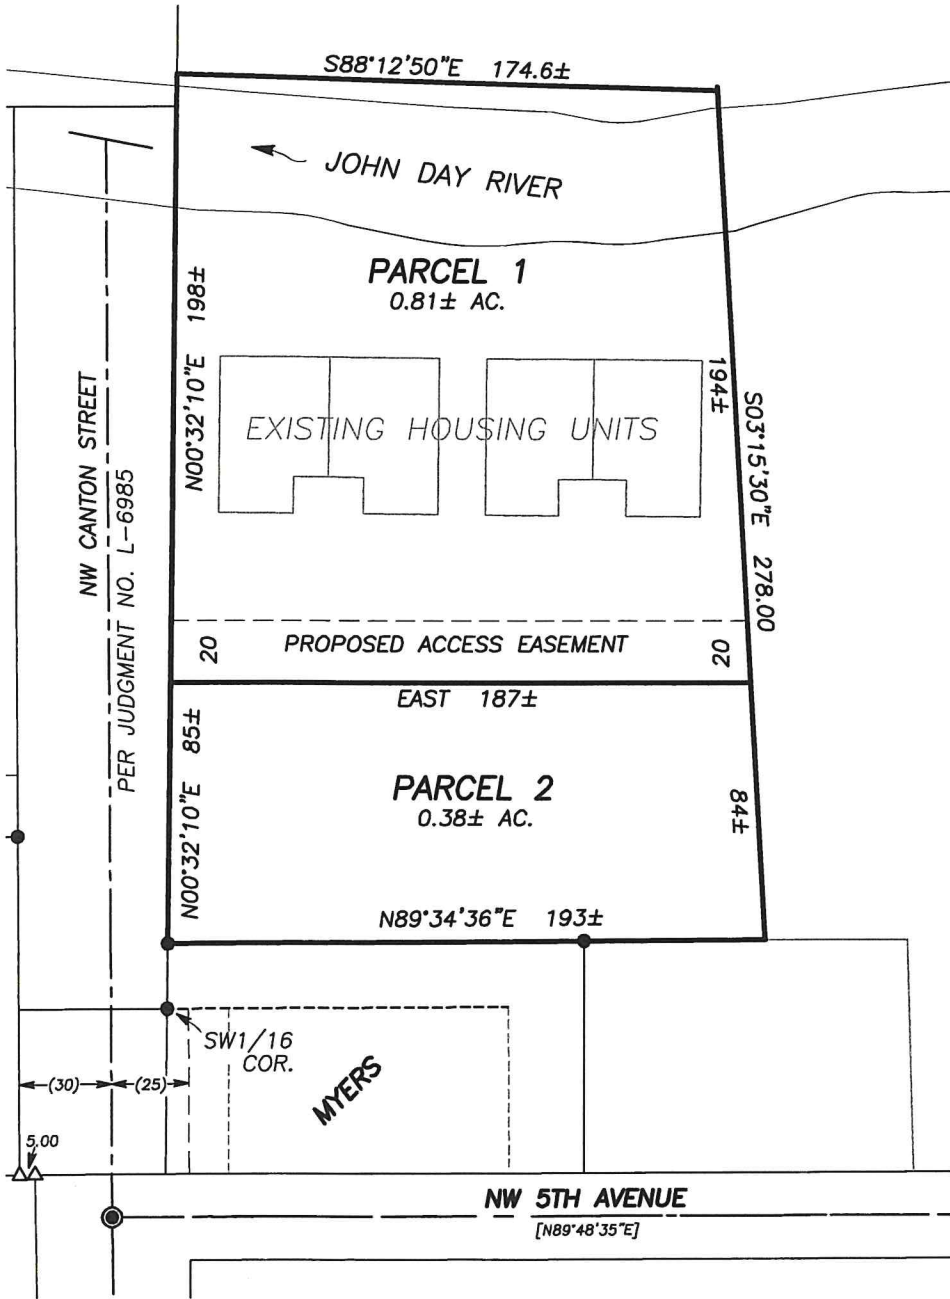 S88°12'50"E 174.6±
JOHN DAY RIVER
PARCEL 1
0.81± AC.
N00°32'10"E 198±
194±
S03°15'30"E 278.00
EXISTING HOUSING UNITS
NW CANTON STREET
PER JUDGMENT NO. L-6985
20
PROPOSED ACCESS EASEMENT
20
EAST 187±
N00°32'10"E 85±
PARCEL 2
0.38± AC.
84±
N89°34'36"E 193±
SW1/16
COR.
MYERS
(30)
(25)
5.00
NW 5TH AVENUE
[N89°48'35"E]